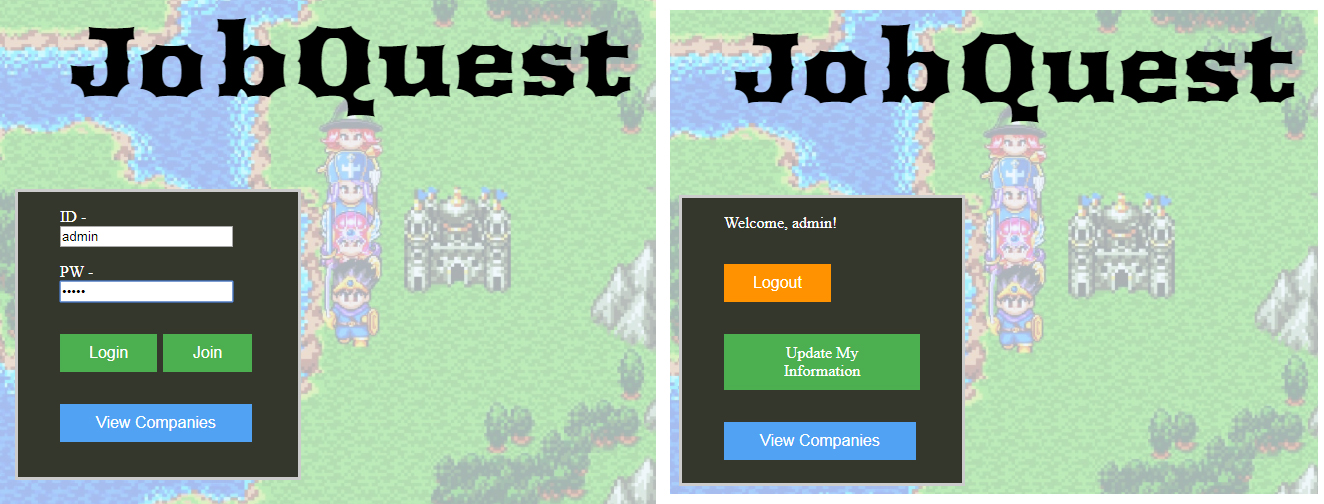 JobQuest
ID -
admin
PW -
•••••
Login
Join
View Companies
JobQuest
Welcome, admin!
Logout
Update My
Information
View Companies